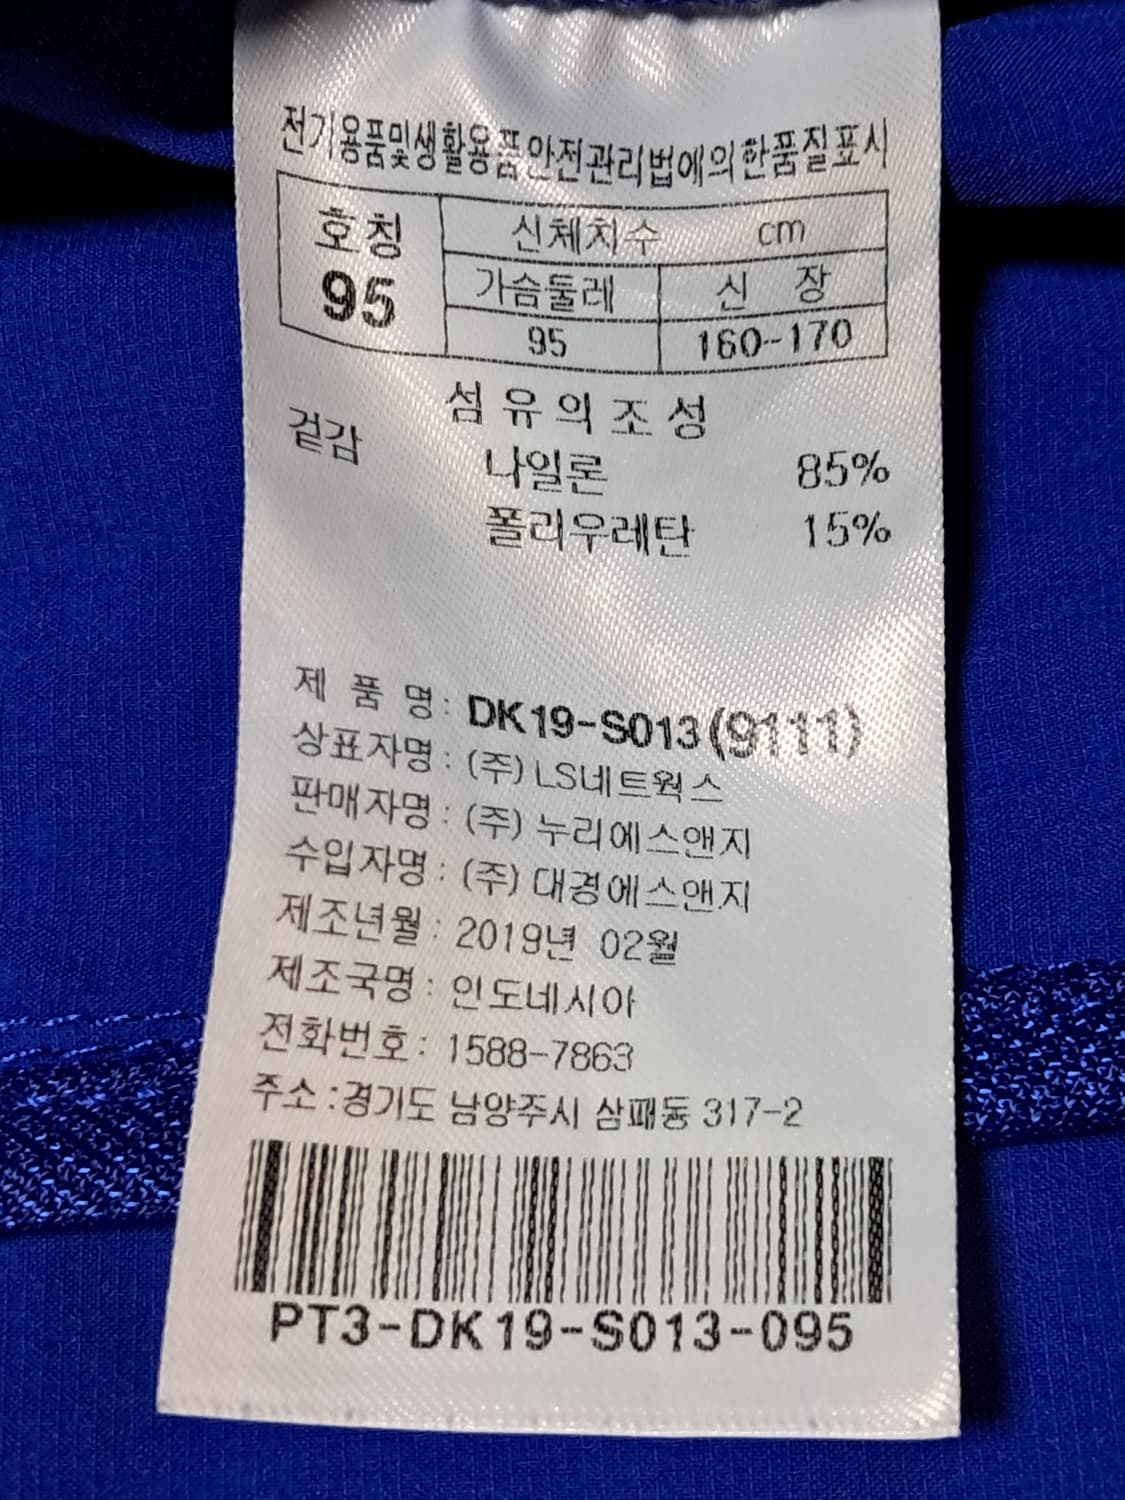 전기용품및생활용품안전관리법에의한품질표시
호칭 신체치수 cm
95 가슴둘레 신 장
95 160-170
섬유의조성
겉감 나일론 85%
폴리우레탄 15%
제 품 명 : DK19-S013(9111)
상표자명 : (주) LS네트웍스
판매자명 : (주) 누리에스앤지
수입자명 : (주) 대경에스앤지
제조년월 : 2019년 02월
제조국명 : 인도네시아
전화번호 : 1588-7863
주소 :경기도 남양주시 삼패동 317-2
PT3-DK19-S013-095